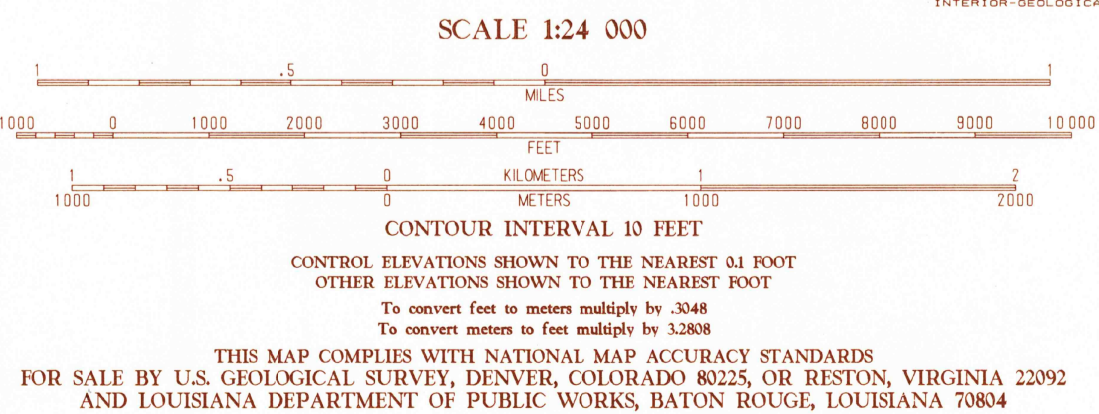 INTERIOR-GEOLOGICA
SCALE 1:24 000
1 .5 0 1
MILES
1000 0 1000 2000 3000 4000 5000 6000 7000 8000 9000 10 000
FEET
1 .5 0 KILOMETERS 1 2
1000 0 METERS 1000 2000
CONTOUR INTERVAL 10 FEET
CONTROL ELEVATIONS SHOWN TO THE NEAREST 0.1 FOOT
OTHER ELEVATIONS SHOWN TO THE NEAREST FOOT
To convert feet to meters multiply by .3048
To convert meters to feet multiply by 3.2808
THIS MAP COMPLIES WITH NATIONAL MAP ACCURACY STANDARDS
FOR SALE BY U.S. GEOLOGICAL SURVEY, DENVER, COLORADO 80225, OR RESTON, VIRGINIA 22092
AND LOUISIANA DEPARTMENT OF PUBLIC WORKS, BATON ROUGE, LOUISIANA 70804